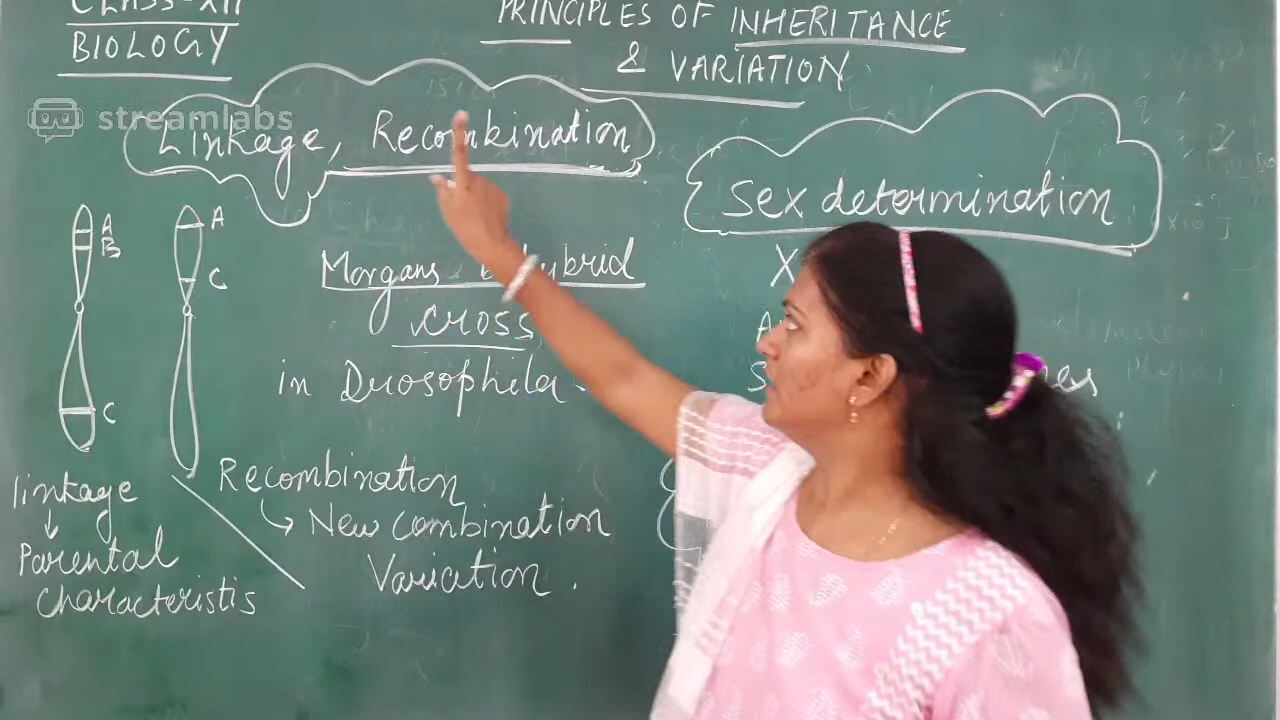 CLASS-XII
BIOLOGY
PRINCIPLES OF INHERITANCE
& VARIATION
streamlabs
Linkage, Recombination
Sex determination
A
B
C
A
C
Morgans
cross
in Drosophila
X
linkage
↓
Parental
characteristis
Recombination
↳ New combination
Variation.